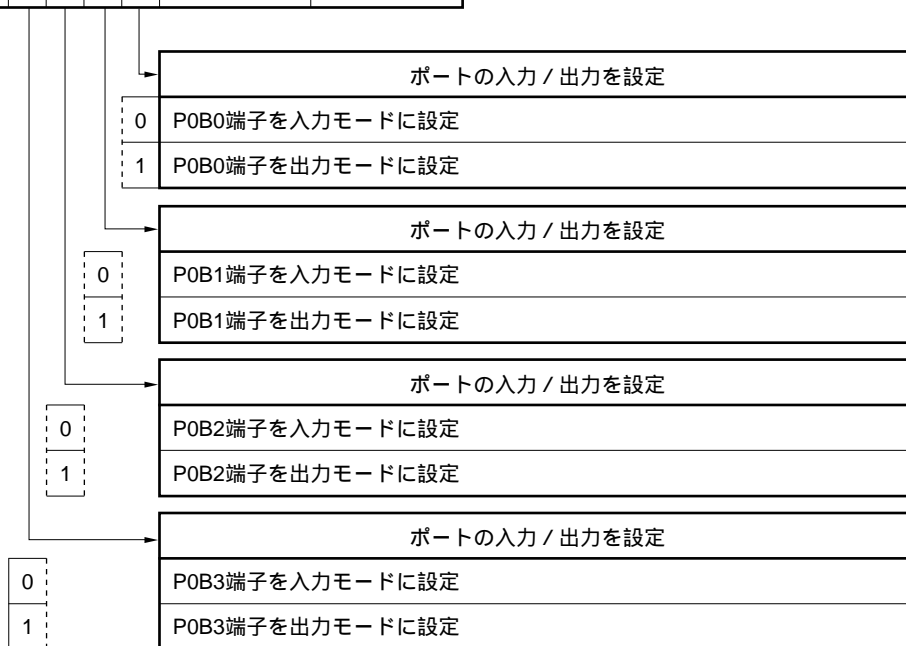 ポートの入力 / 出力を設定
0 P0B0端子を入力モードに設定
1 P0B0端子を出力モードに設定
ポートの入力 / 出力を設定
0 P0B1端子を入力モードに設定
1 P0B1端子を出力モードに設定
ポートの入力 / 出力を設定
0 P0B2端子を入力モードに設定
1 P0B2端子を出力モードに設定
ポートの入力 / 出力を設定
0 P0B3端子を入力モードに設定
1 P0B3端子を出力モードに設定